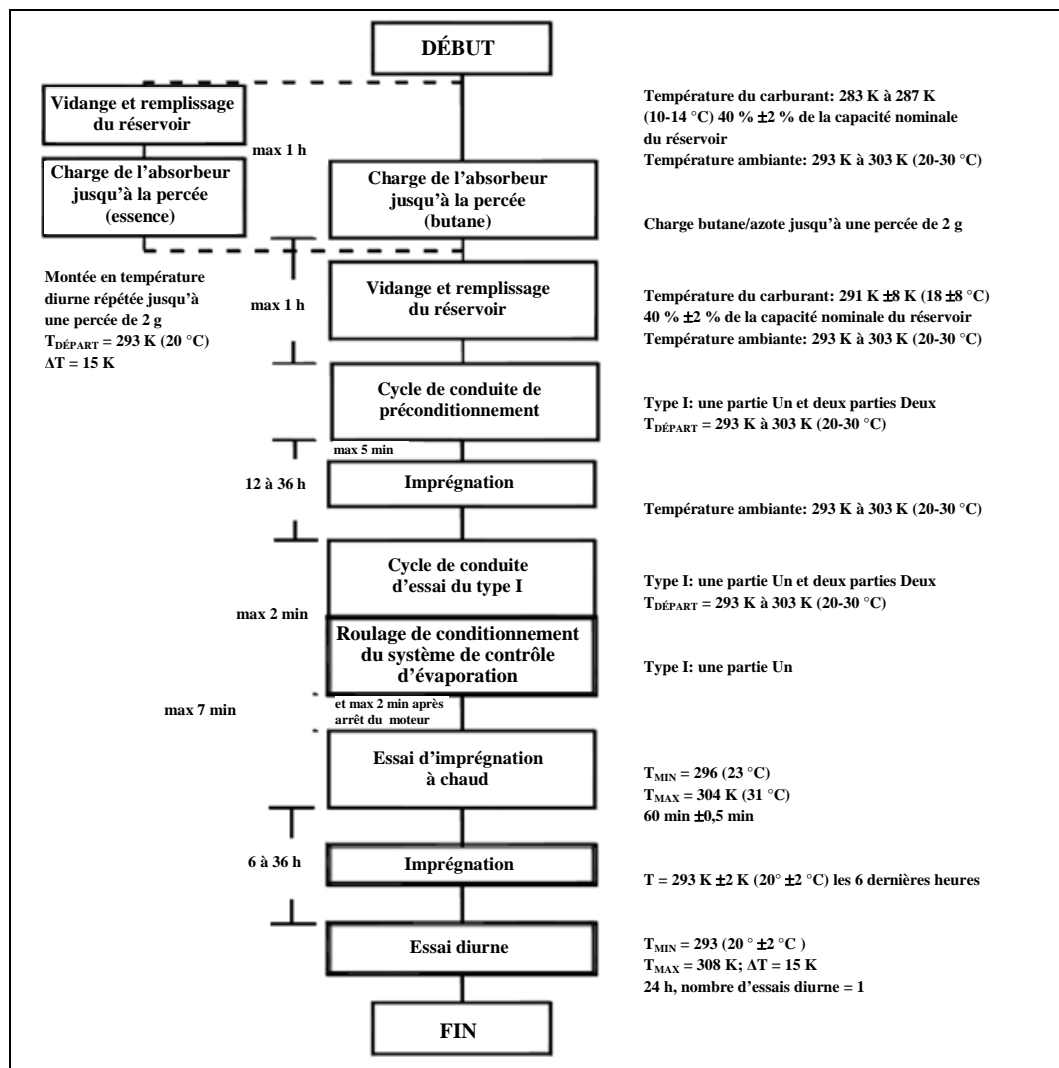 DÉBUT
Vidange et remplissage
du réservoir
max 1 h
Charge de l'absorbeur
jusqu'à la percée
(essence)
Montée en température
diurne répétée jusqu'à
une percée de 2 g
TDÉPART = 293 K (20 °C)
ΔT = 15 K
Température du carburant: 283 K à 287 K
(10-14 °C) 40 % ±2 % de la capacité nominale
du réservoir
Température ambiante: 293 K à 303 K (20-30 °C)
Charge de l'absorbeur
jusqu'à la percée
(butane)
Charge butane/azote jusqu'à une percée de 2 g
max 1 h
Vidange et remplissage
du réservoir
Température du carburant: 291 K ±8 K (18 ±8 °C)
40 % ±2 % de la capacité nominale du réservoir
Température ambiante: 293 K à 303 K (20-30 °C)
Cycle de conduite de
préconditionnement
Type I: une partie Un et deux parties Deux
TDÉPART = 293 K à 303 K (20-30 °C)
max 5 min
12 à 36 h
Imprégnation
Température ambiante: 293 K à 303 K (20-30 °C)
Cycle de conduite
d'essai du type I
Type I: une partie Un et deux parties Deux
TDÉPART = 293 K à 303 K (20-30 °C)
max 2 min
Roulage de conditionnement
du système de contrôle
d'évaporation
Type I: une partie Un
max 7 min
et max 2 min après
arrêt du moteur
Essai d'imprégnation
à chaud
TMIN = 296 (23 °C)
TMAX = 304 K (31 °C)
60 min ±0,5 min
6 à 36 h
Imprégnation
T = 293 K ±2 K (20° ±2 °C) les 6 dernières heures
Essai diurne
TMIN = 293 (20 ° ±2 °C )
TMAX = 308 K; ΔT = 15 K
24 h, nombre d'essais diurne = 1
FIN